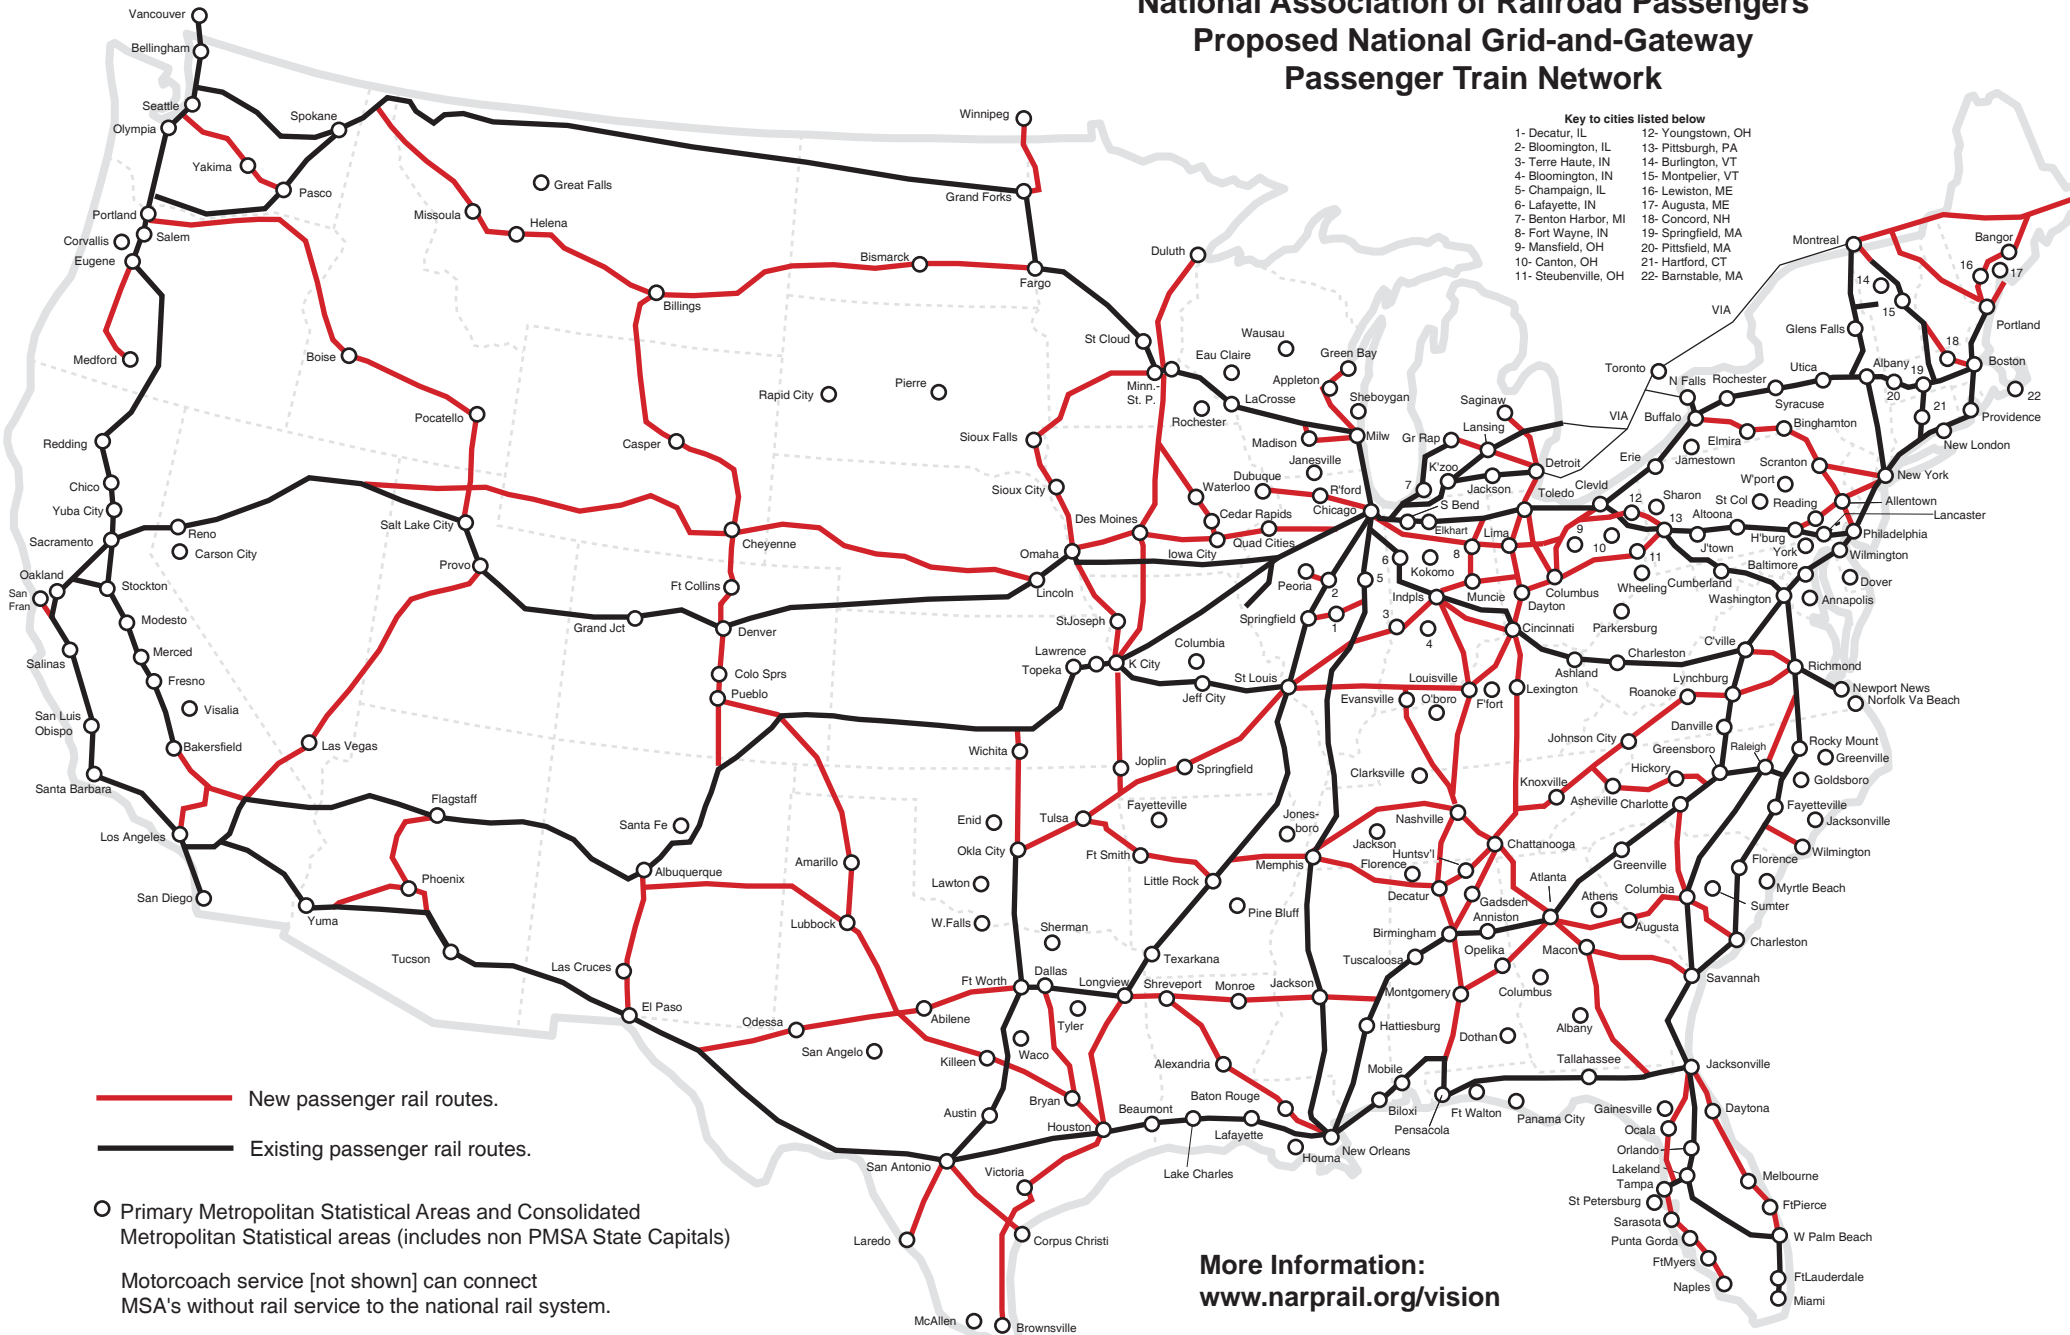 National Association of Railroad Passengers
Proposed National Grid-and-Gateway
Passenger Train Network
Key to cities listed below
1- Decatur, IL
2- Bloomington, IL
3- Terre Haute, IN
4- Bloomington, IN
5- Champaign, IL
6- Lafayette, IN
7- Benton Harbor, MI
8- Fort Wayne, IN
9- Mansfield, OH
10- Canton, OH
11- Steubenville, OH
12- Youngstown, OH
13- Pittsburgh, PA
14- Burlington, VT
15- Montpelier, VT
16- Lewiston, ME
17- Augusta, ME
18- Concord, NH
19- Springfield, MA
20- Pittsfield, MA
21- Hartford, CT
22- Barnstable, MA
Vancouver
Bellingham
Seattle
Olympia
Spokane
Yakima
Pasco
Portland
Salem
Corvallis
Eugene
Medford
Great Falls
Missoula
Helena
Billings
Bismarck
Winnipeg
Grand Forks
Fargo
Duluth
Boise
Pocatello
Casper
Rapid City
Pierre
St Cloud
Minn.-
St. P.
Eau Claire
Wausau
Green Bay
Appleton
Sheboygan
LaCrosse
Rochester
Madison
Milw
Janesville
Dubuque
R'ford
Chicago
Waterloo
Cedar Rapids
Quad Cities
Iowa City
Des Moines
Sioux Falls
Sioux City
Omaha
Lincoln
Redding
Chico
Yuba City
Sacramento
Reno
Carson City
Oakland
San
Fran
Stockton
Modesto
Merced
Fresno
Visalia
Salinas
San Luis
Obispo
Bakersfield
Santa Barbara
Los Angeles
San Diego
Las Vegas
Salt Lake City
Provo
Grand Jct
Cheyenne
Ft Collins
Denver
Colo Sprs
Pueblo
Flagstaff
Phoenix
Yuma
Tucson
Santa Fe
Albuquerque
Las Cruces
El Paso
Amarillo
Lubbock
Odessa
San Angelo
Abilene
Killeen
Waco
Ft Worth
Dallas
Sherman
Tyler
Longview
Texarkana
W.Falls
Lawton
Enid
Okla City
Tulsa
Wichita
StJoseph
Lawrence
Topeka
K City
Columbia
Jeff City
St Louis
Joplin
Springfield
Fayetteville
Ft Smith
Little Rock
Pine Bluff
Jones-
boro
Memphis
Jackson
Shreveport
Monroe
Jackson
Alexandria
Baton Rouge
Lafayette
Lake Charles
Beaumont
Houston
Bryan
Austin
San Antonio
Victoria
Laredo
Corpus Christi
McAllen
Brownsville
Houma
New Orleans
Biloxi
Mobile
Hattiesburg
Pensacola
Ft Walton
Panama City
Tallahassee
Dothan
Albany
Columbus
Montgomery
Tuscaloosa
Birmingham
Anniston
Opelika
Gadsden
Decatur
Huntsv'l
Florence
Chattanooga
Nashville
Clarksville
Knoxville
Johnson City
Asheville
Hickory
Charlotte
Greensboro
Raleigh
Danville
Lynchburg
Roanoke
C'ville
Richmond
Newport News
Norfolk Va Beach
Rocky Mount
Greenville
Goldsboro
Fayetteville
Jacksonville
Wilmington
Florence
Myrtle Beach
Sumter
Columbia
Greenville
Atlanta
Athens
Augusta
Macon
Savannah
Charleston
Jacksonville
Gainesville
Ocala
Orlando
Lakeland
Tampa
St Petersburg
Sarasota
Punta Gorda
FtMyers
Naples
Daytona
Melbourne
FtPierce
W Palm Beach
FtLauderdale
Miami
Peoria
Springfield
1
2
3
4
5
6
7
8
9
10
11
12
13
14
15
16
17
18
19
20
21
22
Kokomo
Indpls
Muncie
Lima
Dayton
Columbus
Cincinnati
Louisville
Evansville
O'boro
F'fort
Lexington
Ashland
Charleston
Parkersburg
Wheeling
S Bend
Elkhart
K'zoo
Jackson
Gr Rap
Lansing
Saginaw
Detroit
Toledo
Clevld
Erie
Sharon
Altoona
J'town
Cumberland
H'burg
York
Baltimore
Washington
Annapolis
Dover
Wilmington
Philadelphia
Lancaster
Allentown
Reading
St Col
W'port
Scranton
Binghamton
Elmira
Jamestown
Buffalo
N Falls
Toronto
VIA
VIA
Rochester
Syracuse
Utica
Albany
Glens Falls
Montreal
Bangor
Portland
Boston
Providence
New London
New York
New passenger rail routes.
Existing passenger rail routes.
Primary Metropolitan Statistical Areas and Consolidated
Metropolitan Statistical areas (includes non PMSA State Capitals)
Motorcoach service [not shown] can connect
MSA's without rail service to the national rail system.
More Information:
www.narprail.org/vision